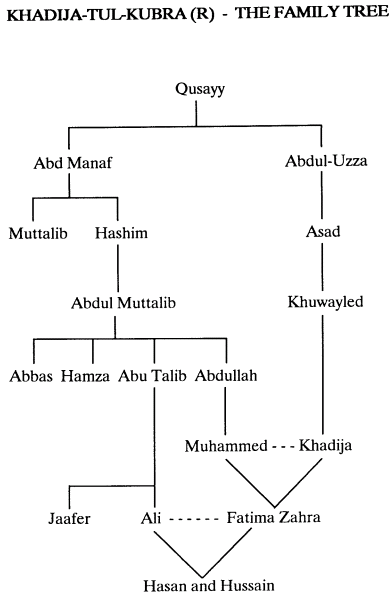 KHADIJA-TUL-KUBRA (R) - THE FAMILY TREE
Qusayy
Abd Manaf Abdul-Uzza
Muttalib Hashim Asad
Abdul Muttalib Khuwayled
Abbas Hamza Abu Talib Abdullah
Muhammed --- Khadija
Jaafer Ali ------ Fatima Zahra
Hasan and Hussain